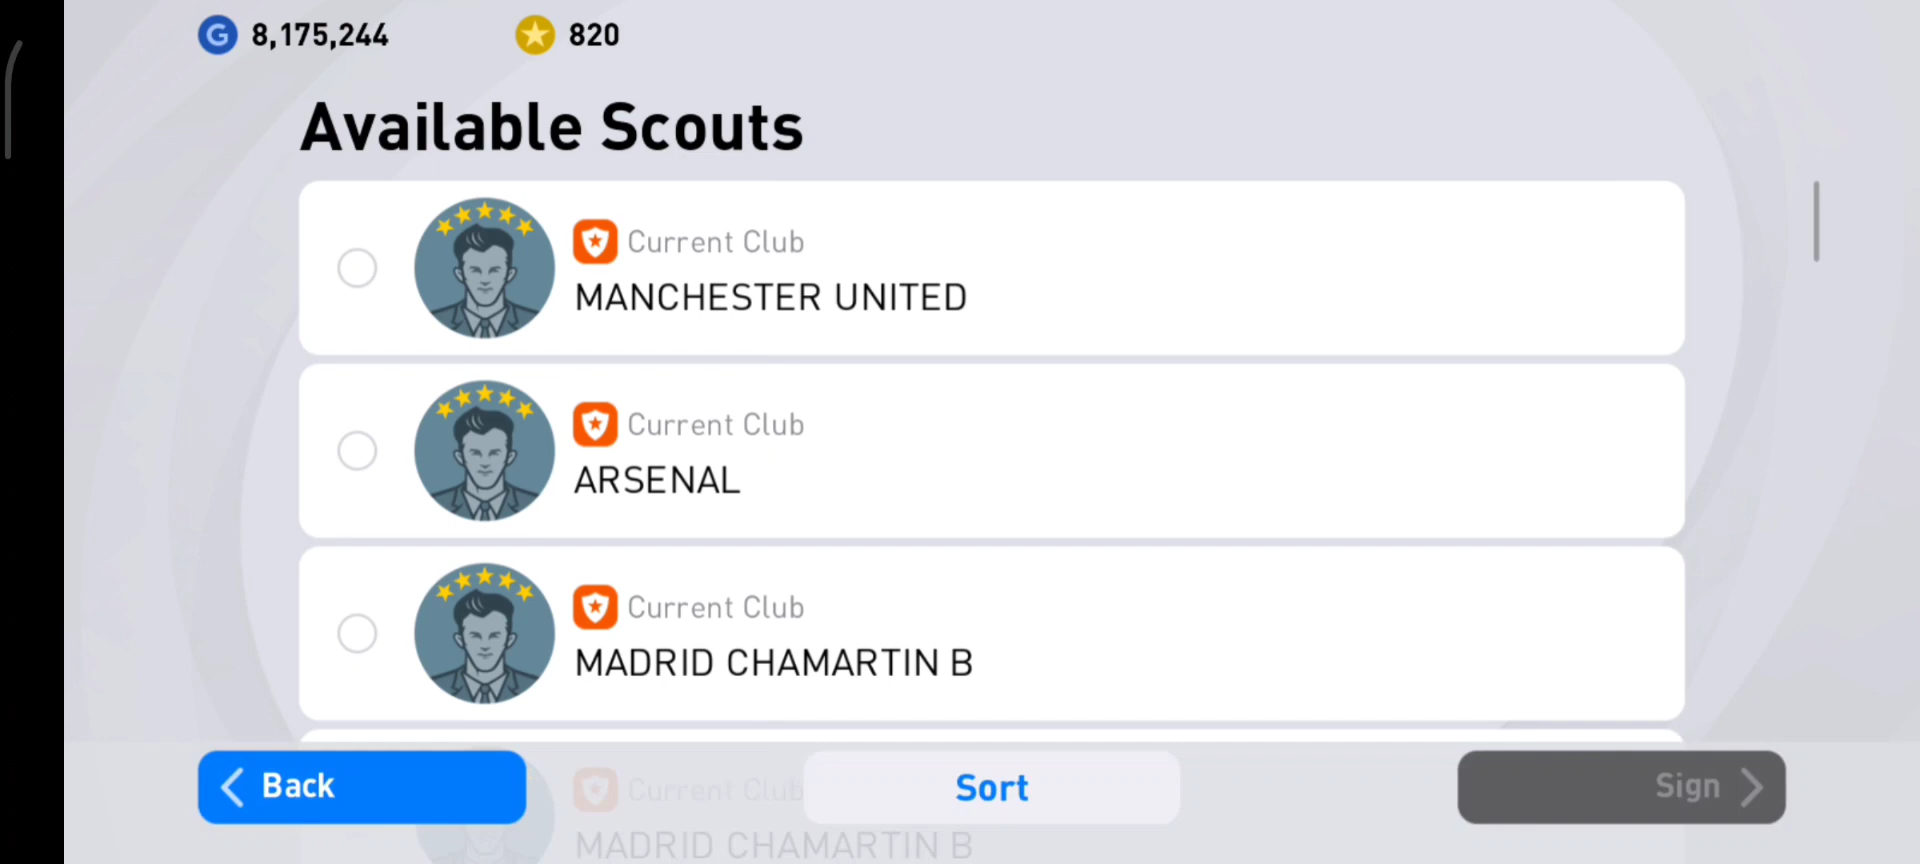 G 8,175,244 820
Available Scouts
Current Club
MANCHESTER UNITED
Current Club
ARSENAL
Current Club
MADRID CHAMARTIN B
Back Sort Sign
Current Club
MADRID CHAMARTIN B